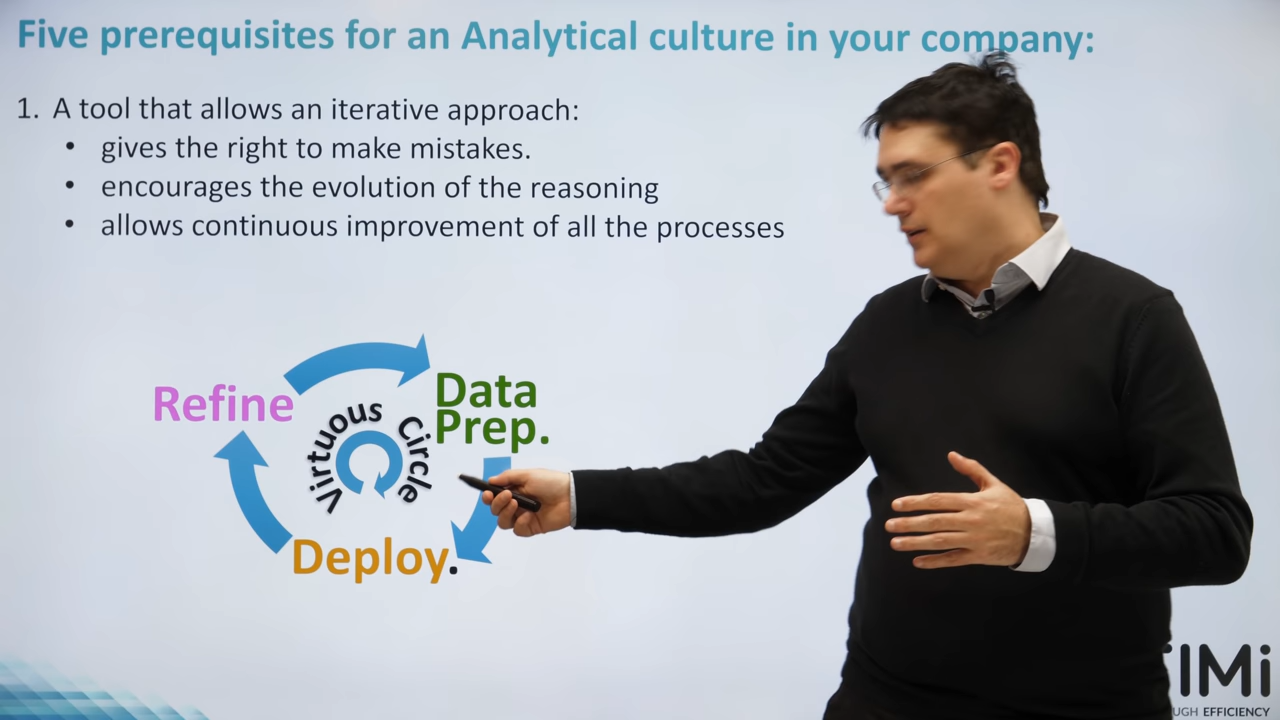 Five prerequisites for an Analytical culture in your company:
1. A tool that allows an iterative approach:
• gives the right to make mistakes.
• encourages the evolution of the reasoning
• allows continuous improvement of all the processes
Refine
Data
Prep.
Virtuous Circle
Deploy.
IMi
EFFICIENCY